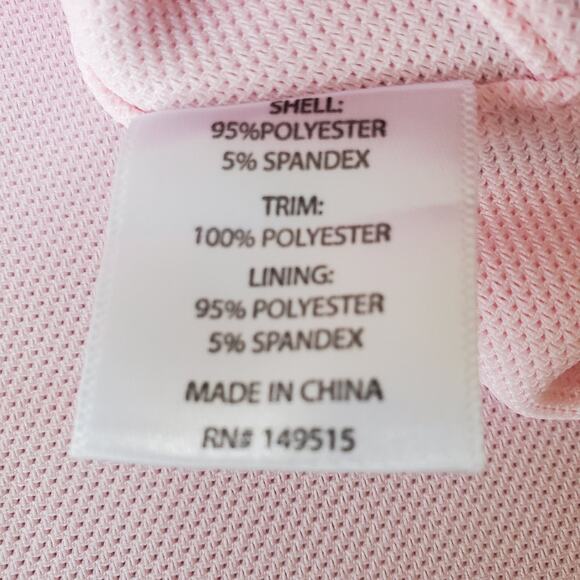 SHELL:
95%POLYESTER
5% SPANDEX
TRIM:
100% POLYESTER
LINING:
95% POLYESTER
5% SPANDEX
MADE IN CHINA
RN# 149515